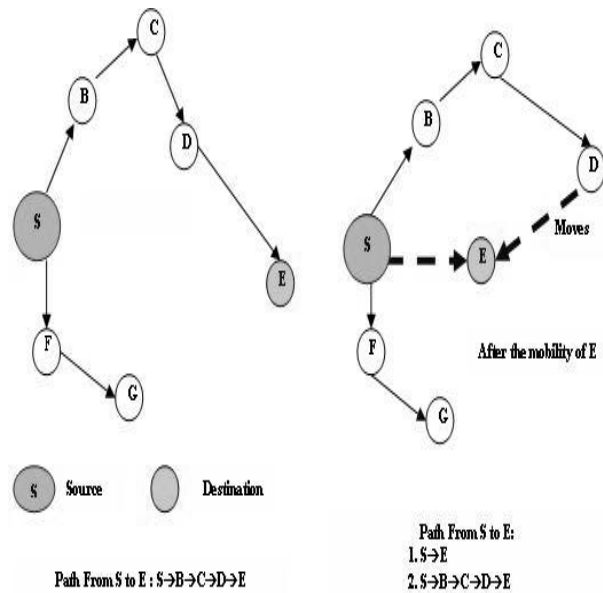 C
B
D
S
E
F
G
S Source Destination
Path From S to E : S→B→C→D→E
C
B
D
Moves
S
E
F
After the mobility of E
G
Path From S to E:
1. S→E
2. S→B→C→D→E